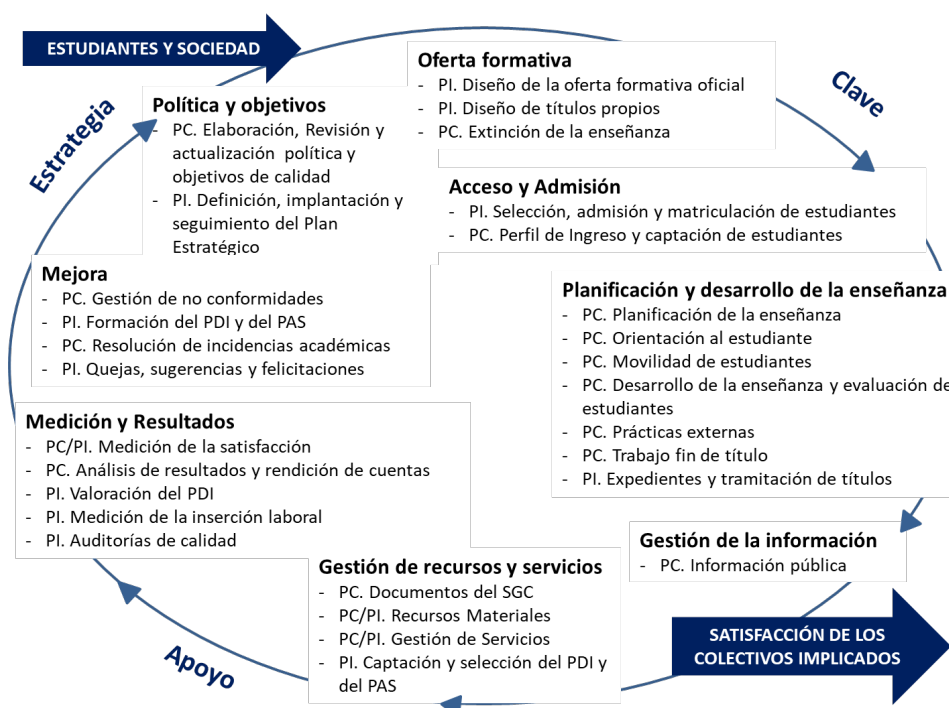 ESTUDIANTES Y SOCIEDAD
Estrategia
Clave
Oferta formativa
- PI. Diseño de la oferta formativa oficial
- PI. Diseño de títulos propios
- PC. Extinción de la enseñanza
Política y objetivos
- PC. Elaboración, Revisión y
actualización política y
objetivos de calidad
- PI. Definición, implantación y
seguimiento del Plan
Estratégico
Acceso y Admisión
- PI. Selección, admisión y matriculación de estudiantes
- PC. Perfil de Ingreso y captación de estudiantes
Mejora
- PC. Gestión de no conformidades
- PI. Formación del PDI y del PAS
- PC. Resolución de incidencias académicas
- PI. Quejas, sugerencias y felicitaciones
Planificación y desarrollo de la enseñanza
- PC. Planificación de la enseñanza
- PC. Orientación al estudiante
- PC. Movilidad de estudiantes
- PC. Desarrollo de la enseñanza y evaluación de
estudiantes
- PC. Prácticas externas
- PC. Trabajo fin de título
- PI. Expedientes y tramitación de títulos
Medición y Resultados
- PC/PI. Medición de la satisfacción
- PC. Análisis de resultados y rendición de cuentas
- PI. Valoración del PDI
- PI. Medición de la inserción laboral
- PI. Auditorías de calidad
Gestión de la información
- PC. Información pública
Gestión de recursos y servicios
- PC. Documentos del SGC
- PC/PI. Recursos Materiales
- PC/PI. Gestión de Servicios
- PI. Captación y selección del PDI y
del PAS
Apoyo
SATISFACCIÓN DE LOS
COLECTIVOS IMPLICADOS